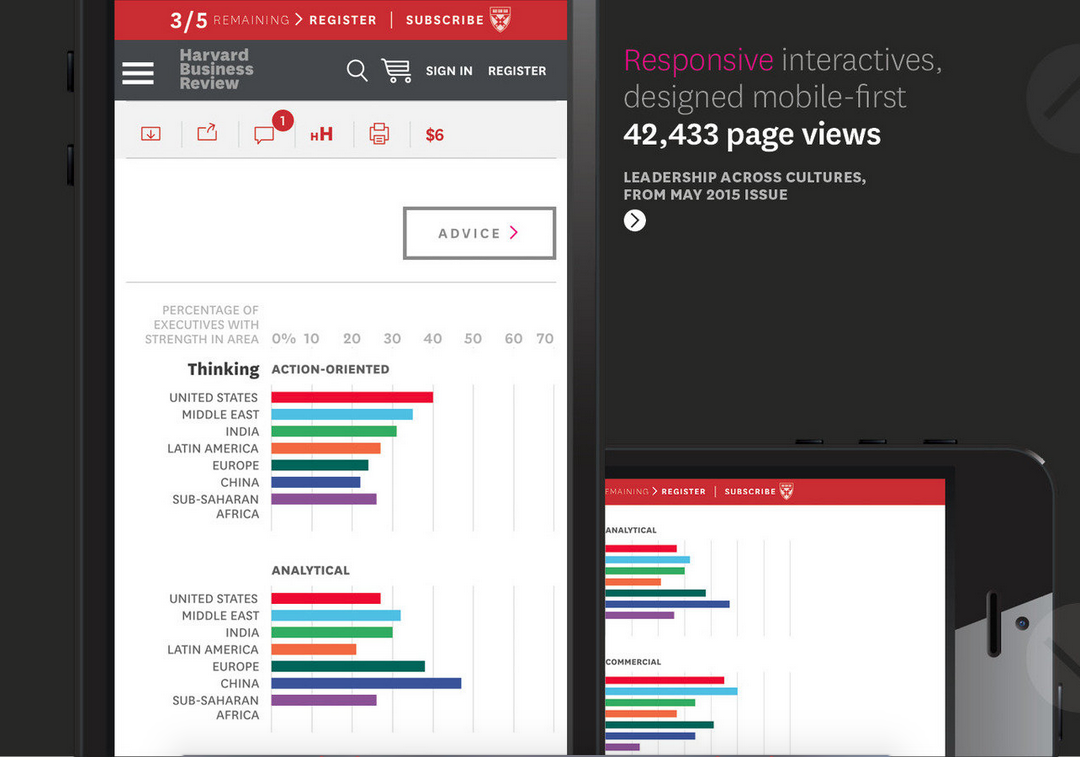 3/5 REMAINING > REGISTER | SUBSCRIBE
Harvard
Business
Review
SIGN IN REGISTER
1
HH
$6
ADVICE >
PERCENTAGE OF
EXECUTIVES WITH
STRENGTH IN AREA
0% 10 20 30 40 50 60 70
Thinking ACTION-ORIENTED
UNITED STATES
MIDDLE EAST
INDIA
LATIN AMERICA
EUROPE
CHINA
SUB-SAHARAN
AFRICA
ANALYTICAL
UNITED STATES
MIDDLE EAST
INDIA
LATIN AMERICA
EUROPE
CHINA
SUB-SAHARAN
AFRICA
Responsive interactives,
designed mobile-first
42,433 page views
LEADERSHIP ACROSS CULTURES,
FROM MAY 2015 ISSUE
EMAINING > REGISTER | SUBSCRIBE
ANALYTICAL
COMMERCIAL